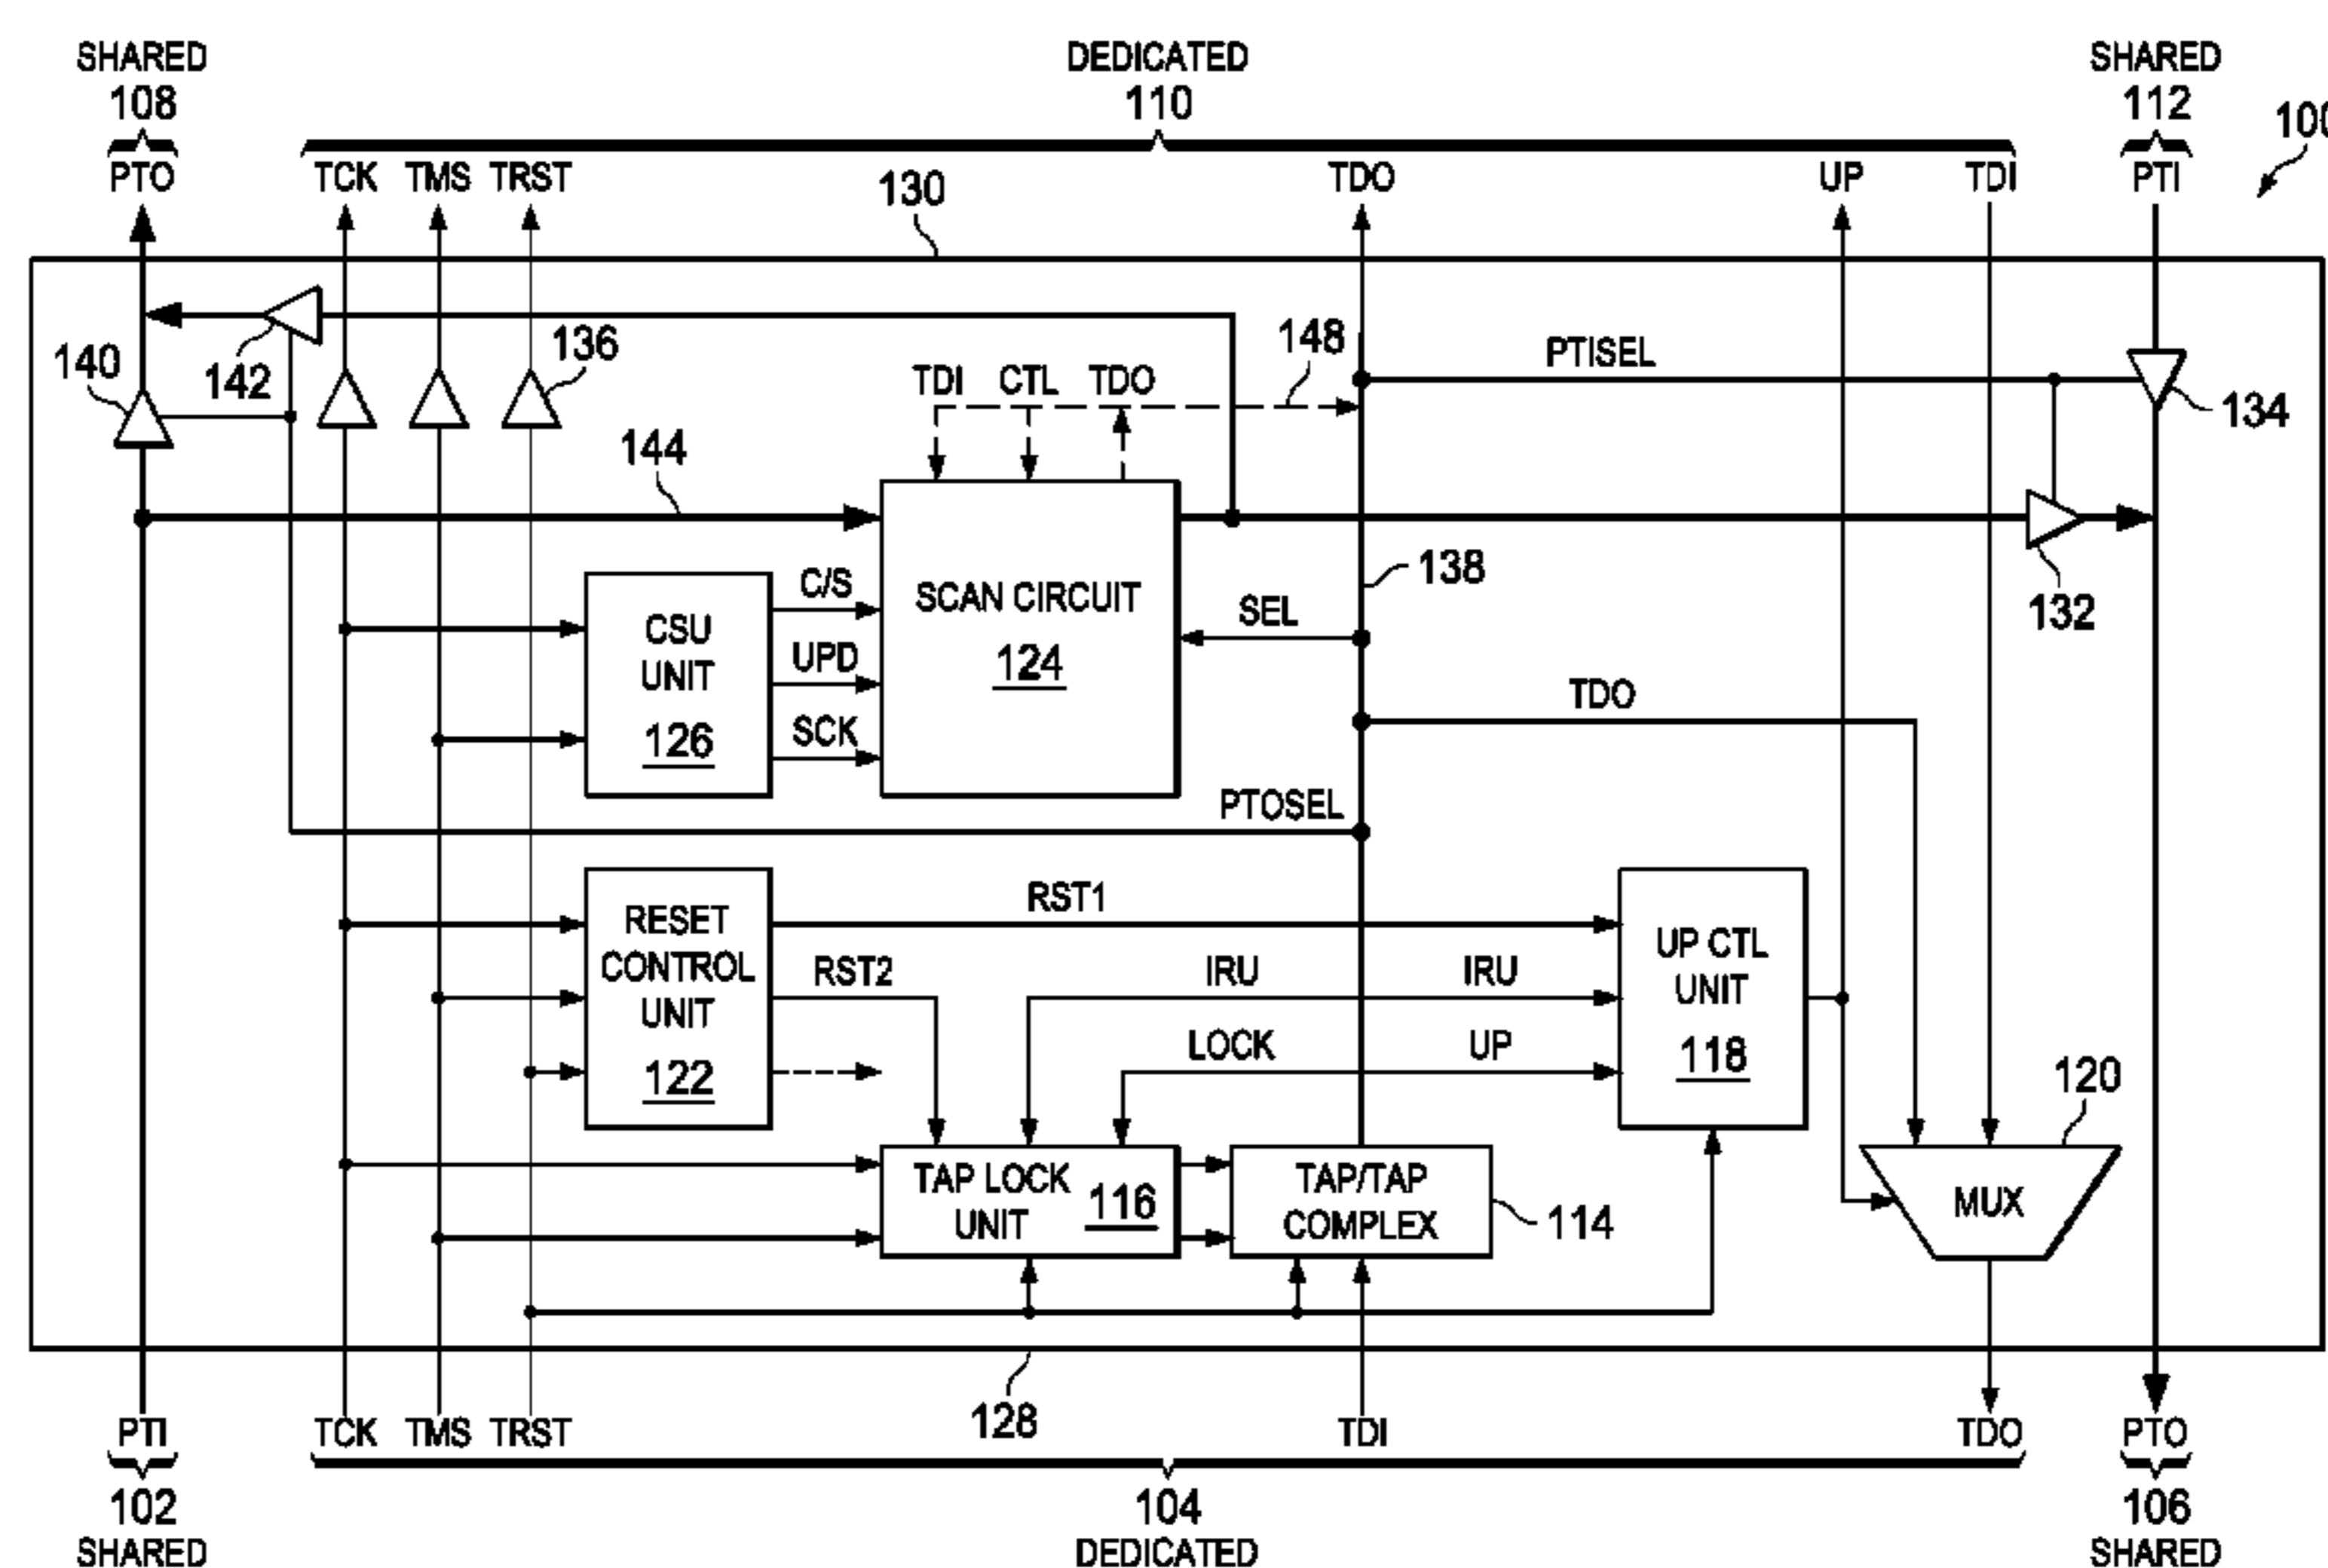 SHARED
108
PTO
DEDICATED
110
SHARED
112
PTI
100
TCK TMS TRST TDO UP TDI
130
140
142
136
148
TDI CTL TDO
PTISEL
134
144
138
132
C/S
UPD
SCK
CSU
UNIT
126
SCAN CIRCUIT
124
SEL
TDO
PTOSEL
RESET
CONTROL
UNIT
122
RST1
RST2
IRU IRU
LOCK UP
UP CTL
UNIT
118
120
TAP LOCK
UNIT
116
TAP/TAP
COMPLEX
114
MUX
128
PTI TCK TMS TRST TDI TDO PTO
102
SHARED
104
DEDICATED
106
SHARED